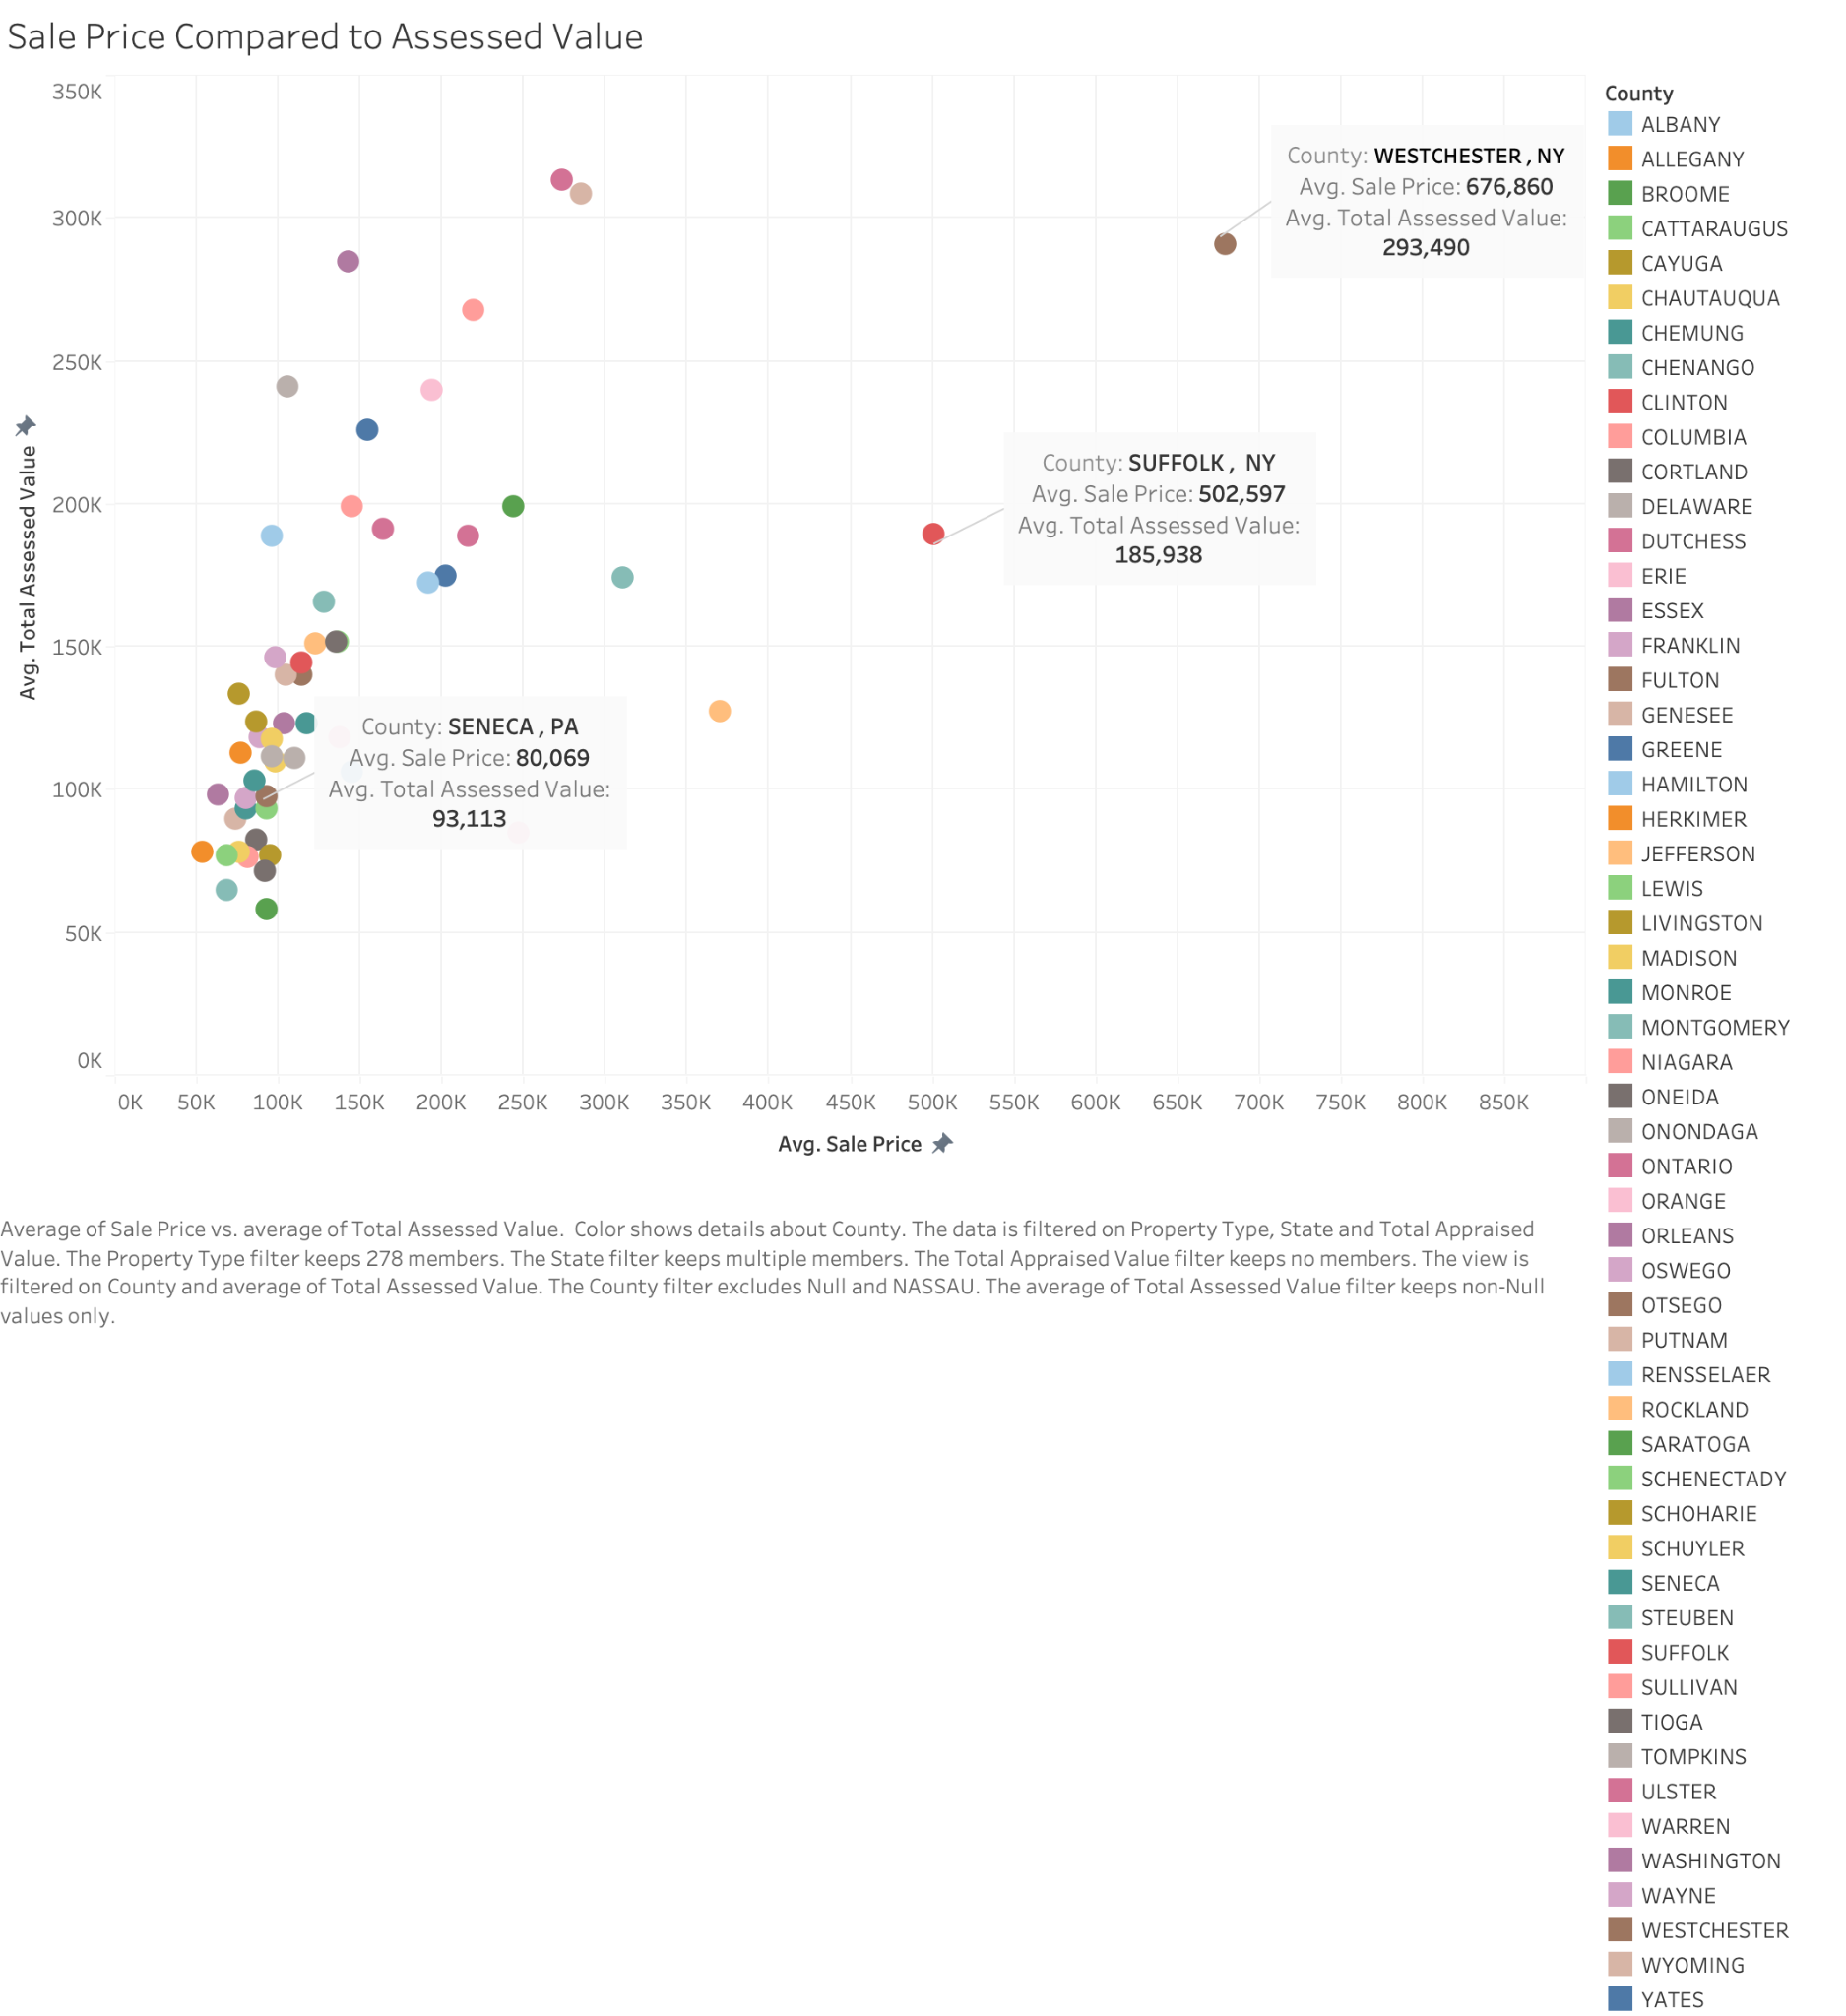 Sale Price Compared to Assessed Value
350K
300K
250K
200K
150K
100K
50K
0K
Avg. Total Assessed Value
County: WESTCHESTER , NY
Avg. Sale Price: 676,860
Avg. Total Assessed Value:
293,490
County: SUFFOLK , NY
Avg. Sale Price: 502,597
Avg. Total Assessed Value:
185,938
County: SENECA , PA
Avg. Sale Price: 80,069
Avg. Total Assessed Value:
93,113
0K 50K 100K 150K 200K 250K 300K 350K 400K 450K 500K 550K 600K 650K 700K 750K 800K 850K
Avg. Sale Price
County
ALBANY
ALLEGANY
BROOME
CATTARAUGUS
CAYUGA
CHAUTAUQUA
CHEMUNG
CHENANGO
CLINTON
COLUMBIA
CORTLAND
DELAWARE
DUTCHESS
ERIE
ESSEX
FRANKLIN
FULTON
GENESEE
GREENE
HAMILTON
HERKIMER
JEFFERSON
LEWIS
LIVINGSTON
MADISON
MONROE
MONTGOMERY
NIAGARA
ONEIDA
ONONDAGA
ONTARIO
ORANGE
ORLEANS
OSWEGO
OTSEGO
PUTNAM
RENSSELAER
ROCKLAND
SARATOGA
SCHENECTADY
SCHOHARIE
SCHUYLER
SENECA
STEUBEN
SUFFOLK
SULLIVAN
TIOGA
TOMPKINS
ULSTER
WARREN
WASHINGTON
WAYNE
WESTCHESTER
WYOMING
YATES
Average of Sale Price vs. average of Total Assessed Value.  Color shows details about County. The data is filtered on Property Type, State and Total Appraised
Value. The Property Type filter keeps 278 members. The State filter keeps multiple members. The Total Appraised Value filter keeps no members. The view is
filtered on County and average of Total Assessed Value. The County filter excludes Null and NASSAU. The average of Total Assessed Value filter keeps non-Null
values only.